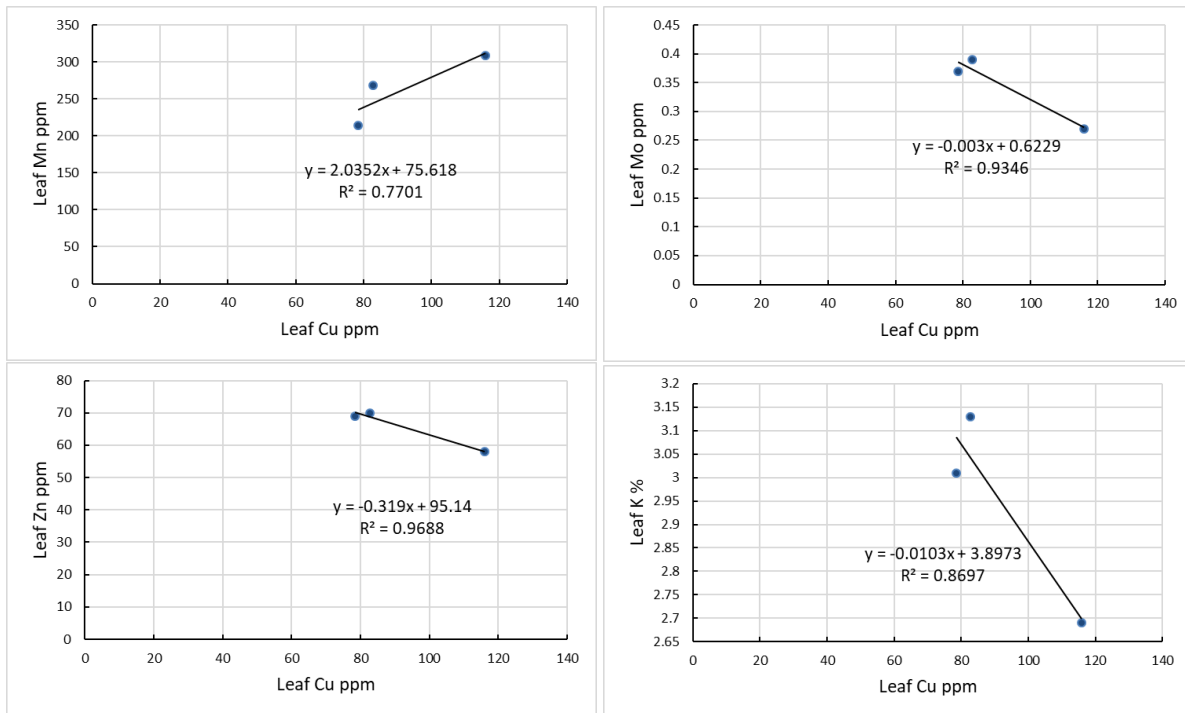 350
300
250
200
150
100
50
0
Leaf Mn ppm
y = 2.0352x + 75.618
R² = 0.7701
0 20 40 60 80 100 120 140
Leaf Cu ppm
0.45
0.4
0.35
0.3
0.25
0.2
0.15
0.1
0.05
0
Leaf Mo ppm
y = -0.003x + 0.6229
R² = 0.9346
0 20 40 60 80 100 120 140
Leaf Cu ppm
80
70
60
50
40
30
20
10
0
Leaf Zn ppm
y = -0.319x + 95.14
R² = 0.9688
0 20 40 60 80 100 120 140
Leaf Cu ppm
3.2
3.15
3.1
3.05
3
2.95
2.9
2.85
2.8
2.75
2.7
2.65
Leaf K %
y = -0.0103x + 3.8973
R² = 0.8697
0 20 40 60 80 100 120 140
Leaf Cu ppm